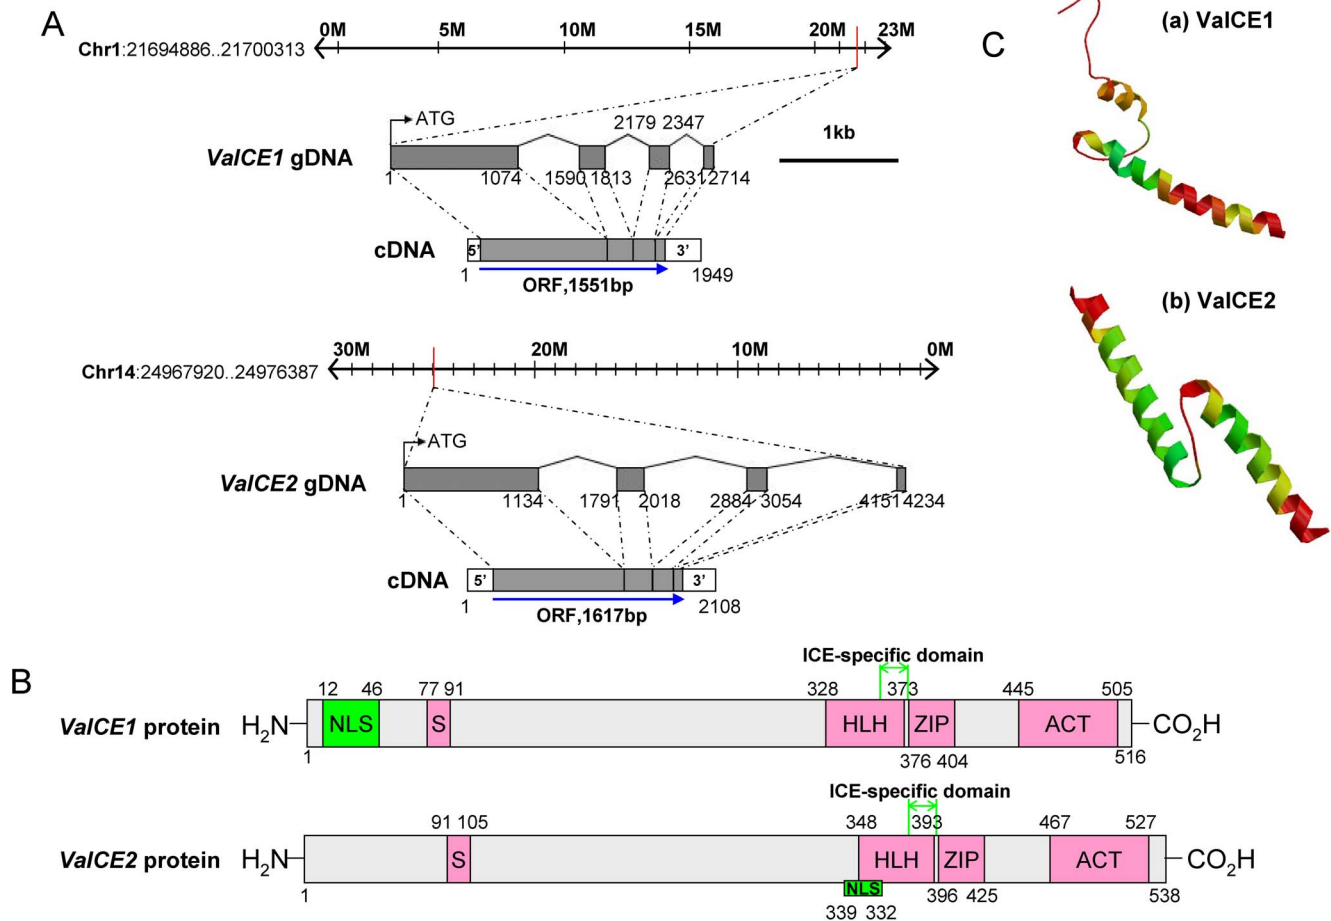 A
Chr1:21694886..21700313
0M 5M 10M 15M 20M 23M
ATG
2179 2347
1kb
VaICE1 gDNA
1 1074 1590 1813 2631 2714
cDNA 5' 3'
1 1949
ORF,1551bp
30M 20M 10M 0M
Chr14:24967920..24976387
ATG
VaICE2 gDNA
1 1134 1791 2018 2884 3054 4151 4234
cDNA 5' 3'
1 2108
ORF,1617bp
C
(a) VaICE1
(b) VaICE2
B
ICE-specific domain
12 46 77 91 328 373 445 505
VaICE1 protein H₂N NLS S HLH ZIP ACT CO₂H
1 376 404 516
ICE-specific domain
91 105 348 393 467 527
VaICE2 protein H₂N S HLH ZIP ACT CO₂H
1 NLS 396 425 538
339 332